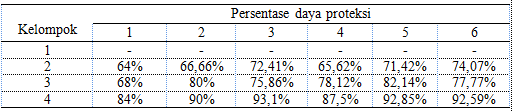 Kelompok Persentase daya proteksi
1 2 3 4 5 6
1 - - - - - -
2 64% 66,66% 72,41% 65,62% 71,42% 74,07%
3 68% 80% 75,86% 78,12% 82,14% 77,77%
4 84% 90% 93,1% 87,5% 92,85% 92,59%